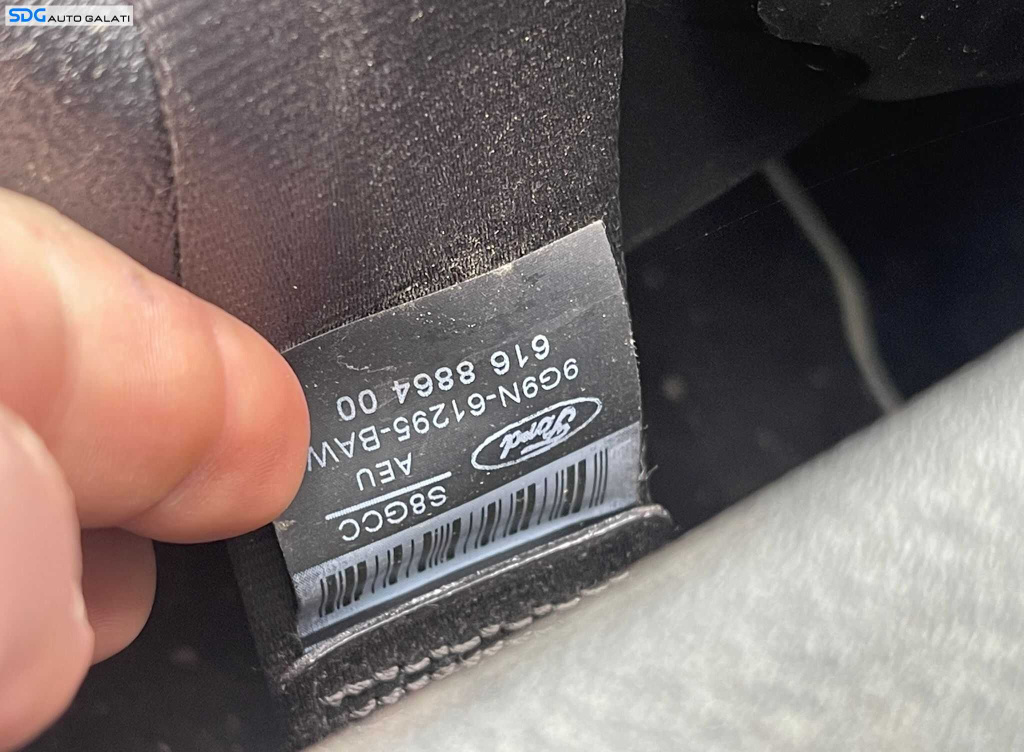 SDG AUTO GALATI
S8GCC
AEU
Ford
9G9N-61295-BAW
616 8864 00